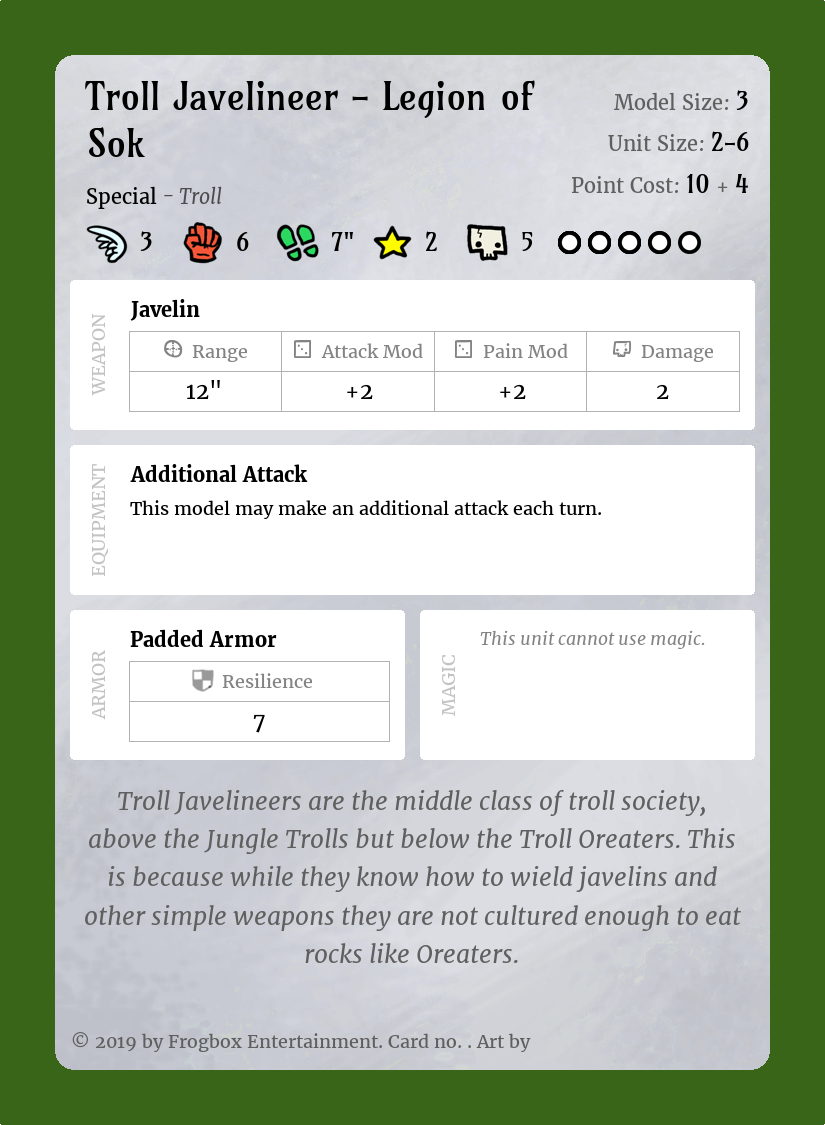 Troll Javelineer – Legion of
Sok
Model Size: 3
Unit Size: 2–6
Point Cost: 10 + 4
Special – Troll
3 6 7" 2 5
WEAPON
Javelin
Range Attack Mod Pain Mod Damage
12" +2 +2 2
EQUIPMENT
Additional Attack
This model may make an additional attack each turn.
ARMOR
Padded Armor
Resilience
7
MAGIC
This unit cannot use magic.
Troll Javelineers are the middle class of troll society,
above the Jungle Trolls but below the Troll Oreaters. This
is because while they know how to wield javelins and
other simple weapons they are not cultured enough to eat
rocks like Oreaters.
© 2019 by Frogbox Entertainment. Card no. . Art by